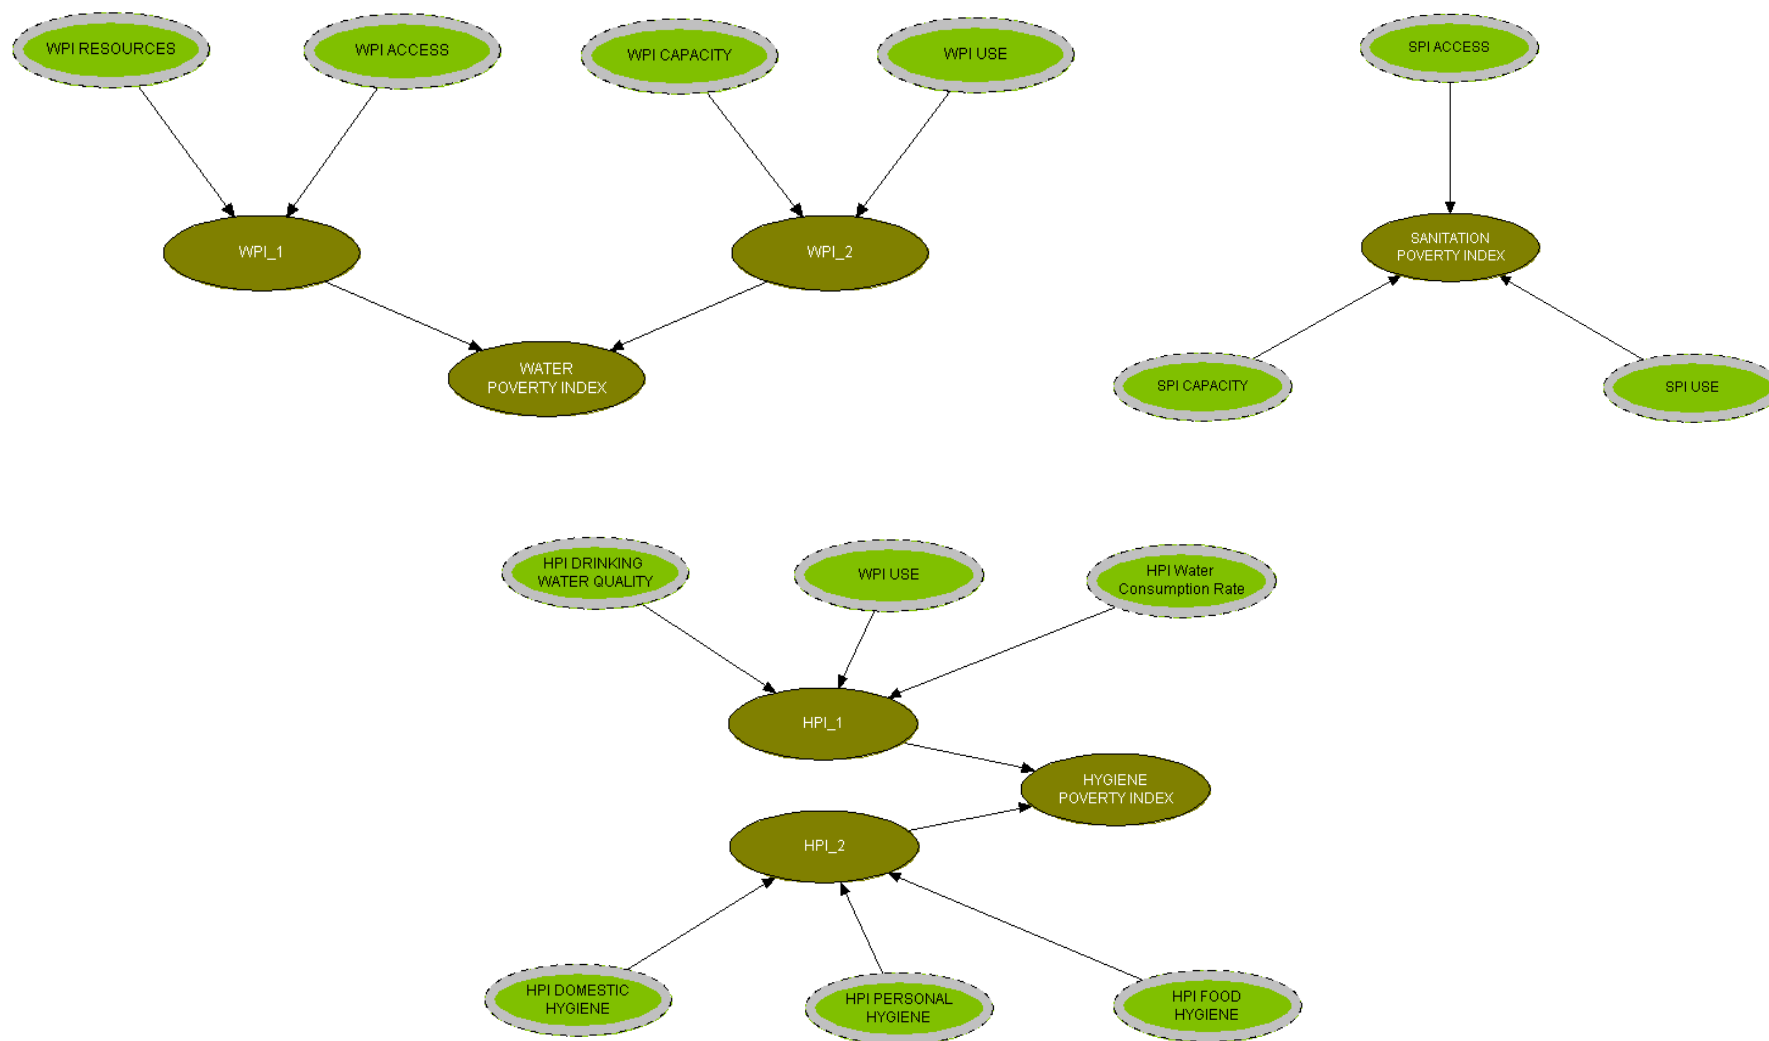 WPI RESOURCES
WPI ACCESS
WPI CAPACITY
WPI USE
SPI ACCESS
WPI_1
WPI_2
SANITATION
POVERTY INDEX
WATER
POVERTY INDEX
SPI CAPACITY
SPI USE
HPI DRINKING
WATER QUALITY
WPI USE
HPI Water
Consumption Rate
HPI_1
HYGIENE
POVERTY INDEX
HPI_2
HPI DOMESTIC
HYGIENE
HPI PERSONAL
HYGIENE
HPI FOOD
HYGIENE